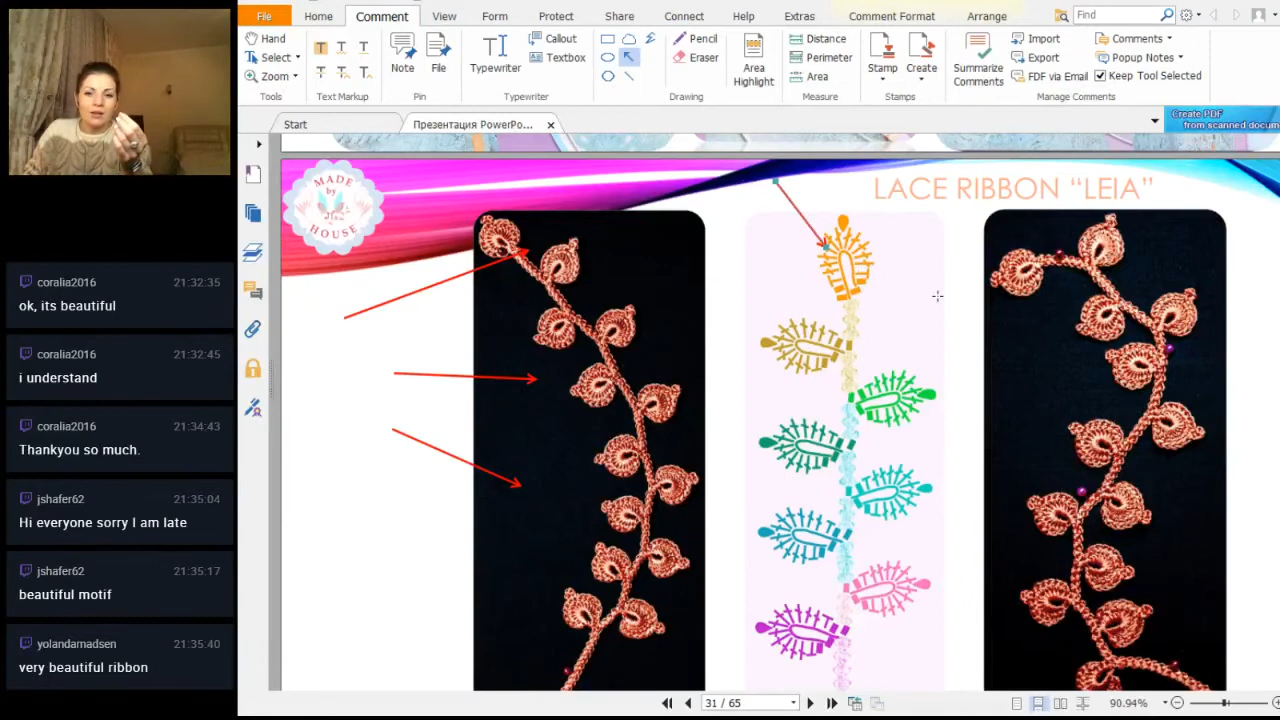 File
Home
Comment
View
Form
Protect
Share
Connect
Help
Extras
Comment Format
Arrange
Find
Hand
Select
Zoom
Tools
T T T
T T T
Text Markup
Note
File
Pin
Typewriter
Callout
Textbox
Typewriter
Pencil
Eraser
Drawing
Area
Highlight
Distance
Perimeter
Area
Measure
Stamp
Create
Stamps
Summarize
Comments
Import
Export
FDF via Email
Comments
Popup Notes
Keep Tool Selected
Manage Comments
Start
Презентация PowerPo...
Create PDF
from scanned docum
MADE
by
HOUSE
LACE RIBBON “LEIA”
coralia2016 21:32:35
ok, its beautiful
coralia2016 21:32:45
i understand
coralia2016 21:34:43
Thankyou so much.
jshafer62 21:35:04
Hi everyone sorry I am late
jshafer62 21:35:17
beautiful motif
yolandamadsen 21:35:40
very beautiful ribbon
31 / 65
90.94%